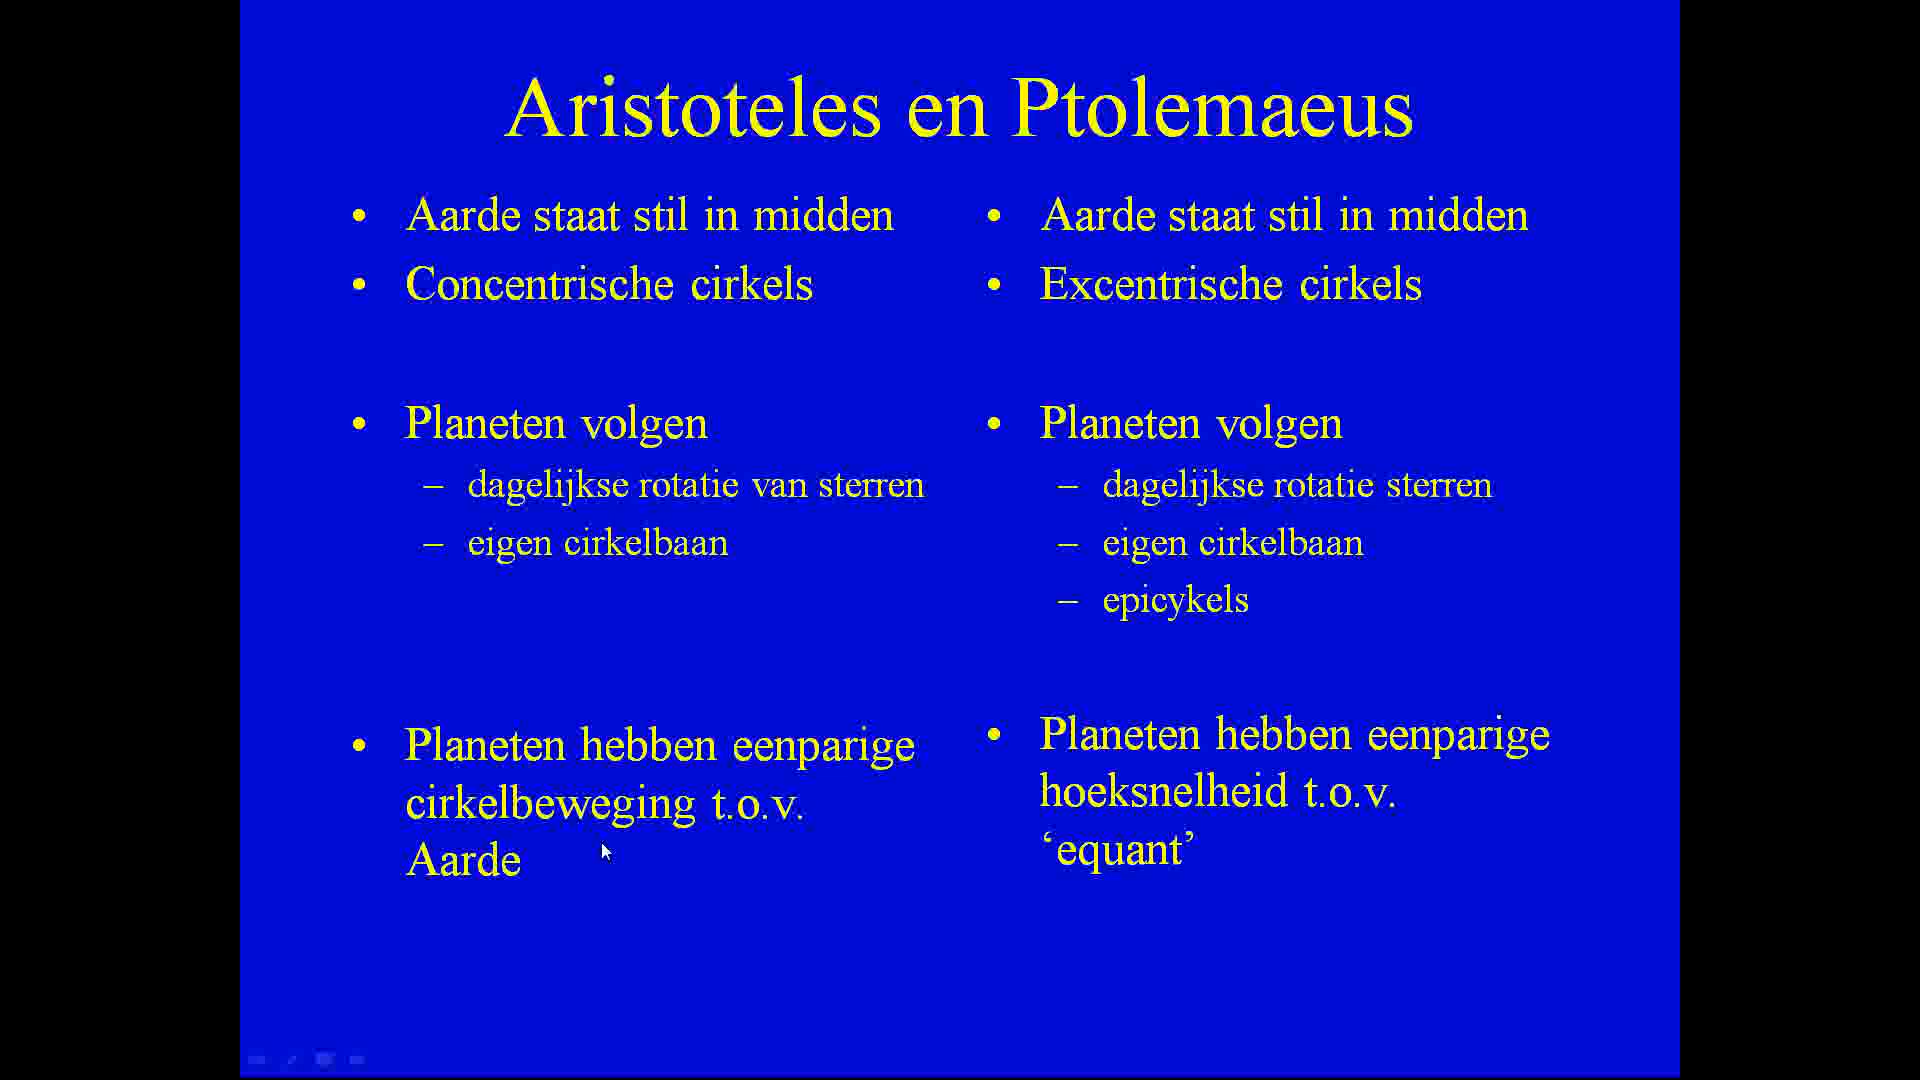 Aristoteles en Ptolemaeus
• Aarde staat stil in midden
• Concentrische cirkels
• Planeten volgen
– dagelijkse rotatie van sterren
– eigen cirkelbaan
• Planeten hebben eenparige
cirkelbeweging t.o.v.
Aarde
• Aarde staat stil in midden
• Excentrische cirkels
• Planeten volgen
– dagelijkse rotatie sterren
– eigen cirkelbaan
– epicykels
• Planeten hebben eenparige
hoeksnelheid t.o.v.
‘equant’